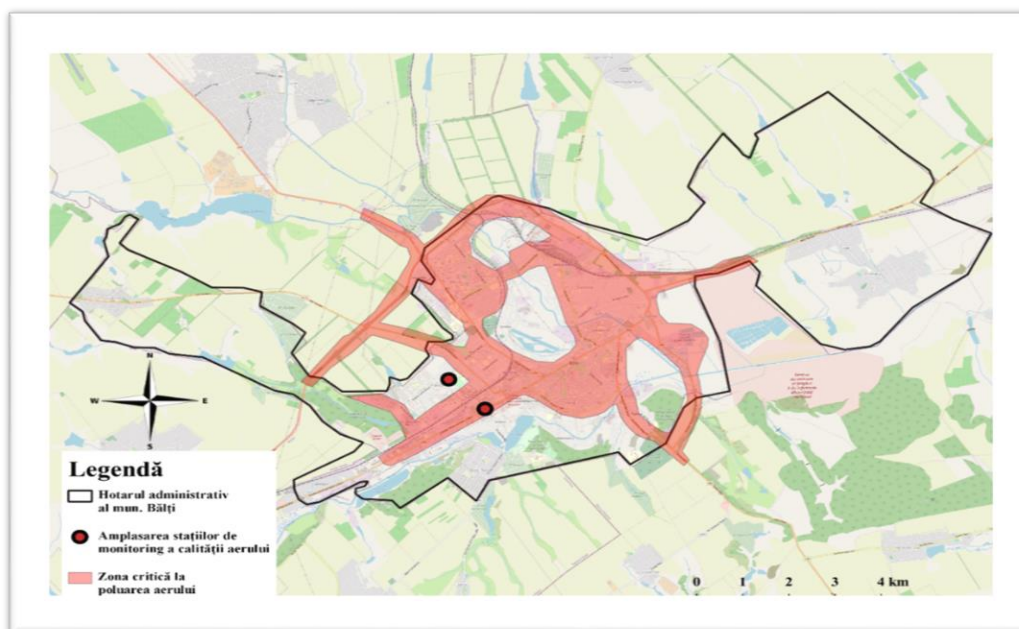 N
W E
S
Legendă
Hotarul administrativ
al mun. Bălți
Amplasarea stațiilor de
monitoring a calității aerului
Zona critică la
poluarea aerului
0 1 2 3 4 km